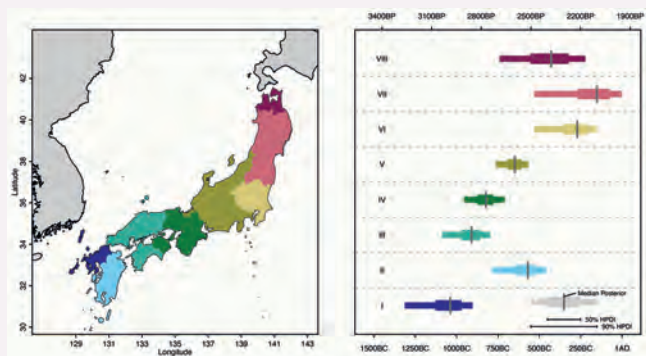 3400BP 3100BP 2800BP 2500BP 2200BP 1900BP
42
40
38
36
34
32
30
Latitude
129 131 133 135 137 139 141 143
Longitude
VIII
VII
VI
V
IV
III
II
I
Median Posterior
50% HPDI
90% HPDI
1500BC 1250BC 1000BC 750BC 500BC 250BC 1AD